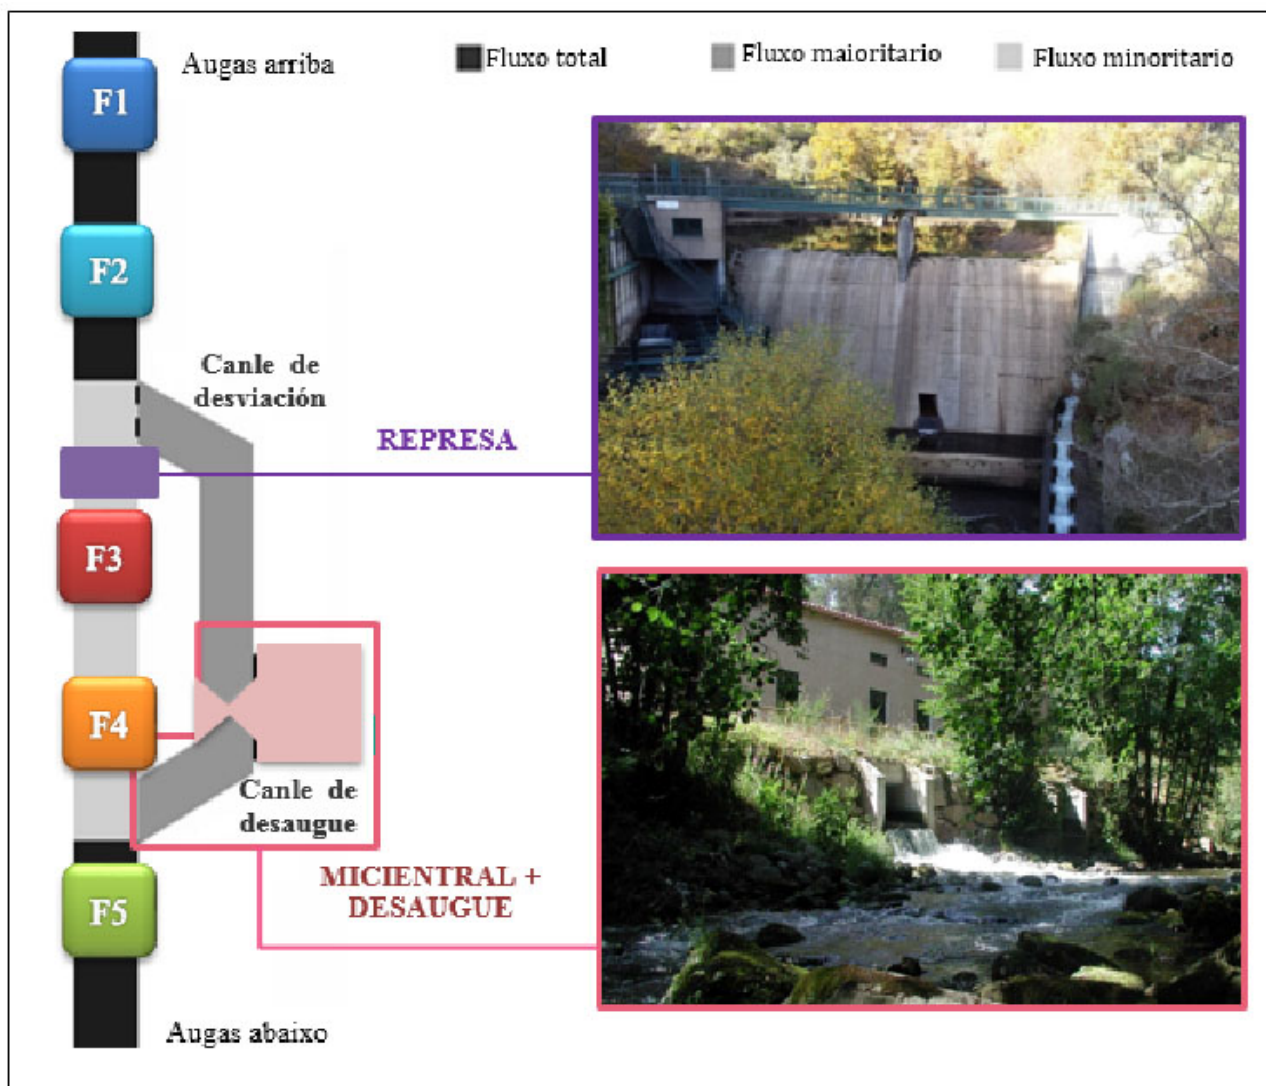 Augas arriba
Fluxo total
Fluxo maioritario
Fluxo minoritario
F1
F2
Canle de
desviación
REPRESA
F3
F4
Canle de
desaugue
MICIENTRAL +
DESAUGUE
F5
Augas abaixo